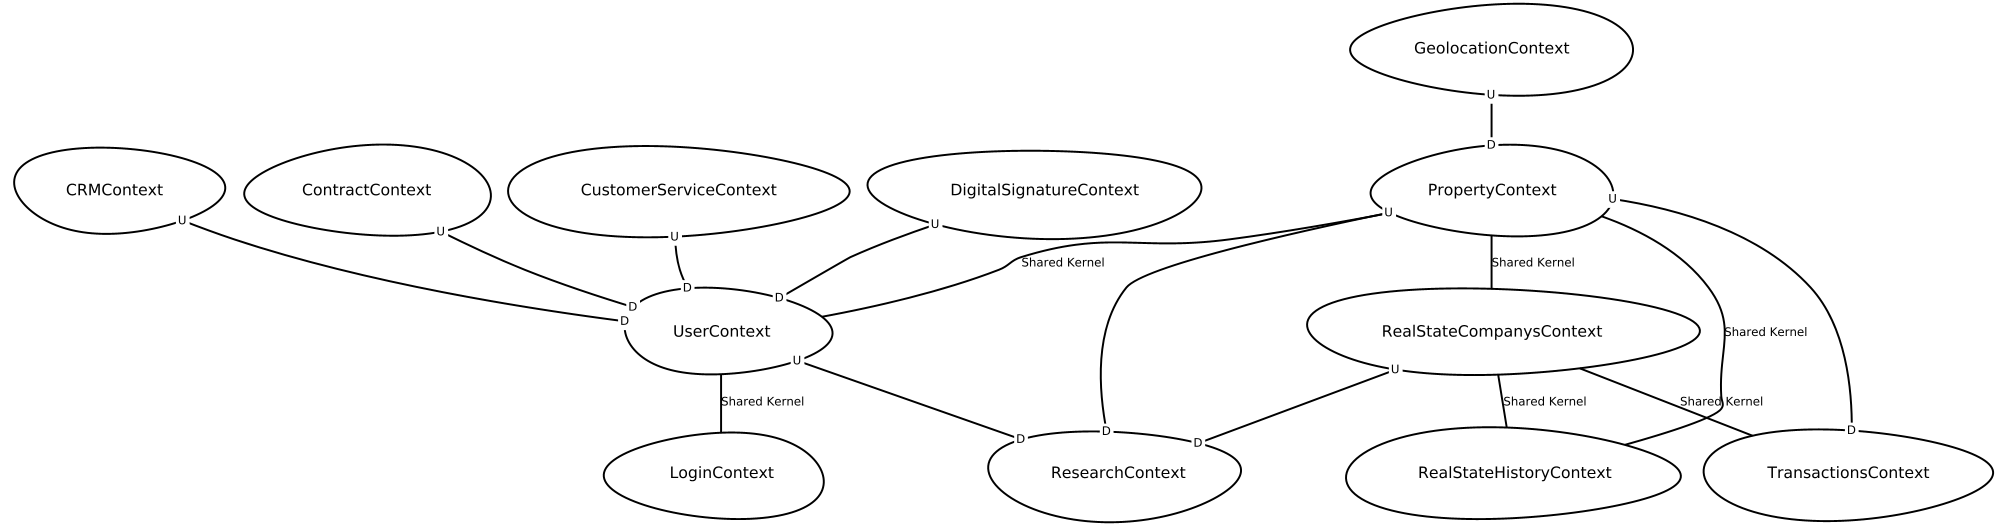 GeolocationContext
U
D
CRMContext
ContractContext
CustomerServiceContext
DigitalSignatureContext
PropertyContext
U
U
U
U
U
U
U
Shared Kernel
Shared Kernel
D
D
D
D
UserContext
RealStateCompanysContext
Shared Kernel
U
U
Shared Kernel
Shared Kernel
Shared Kernel
D
D
D
D
LoginContext
ResearchContext
RealStateHistoryContext
TransactionsContext